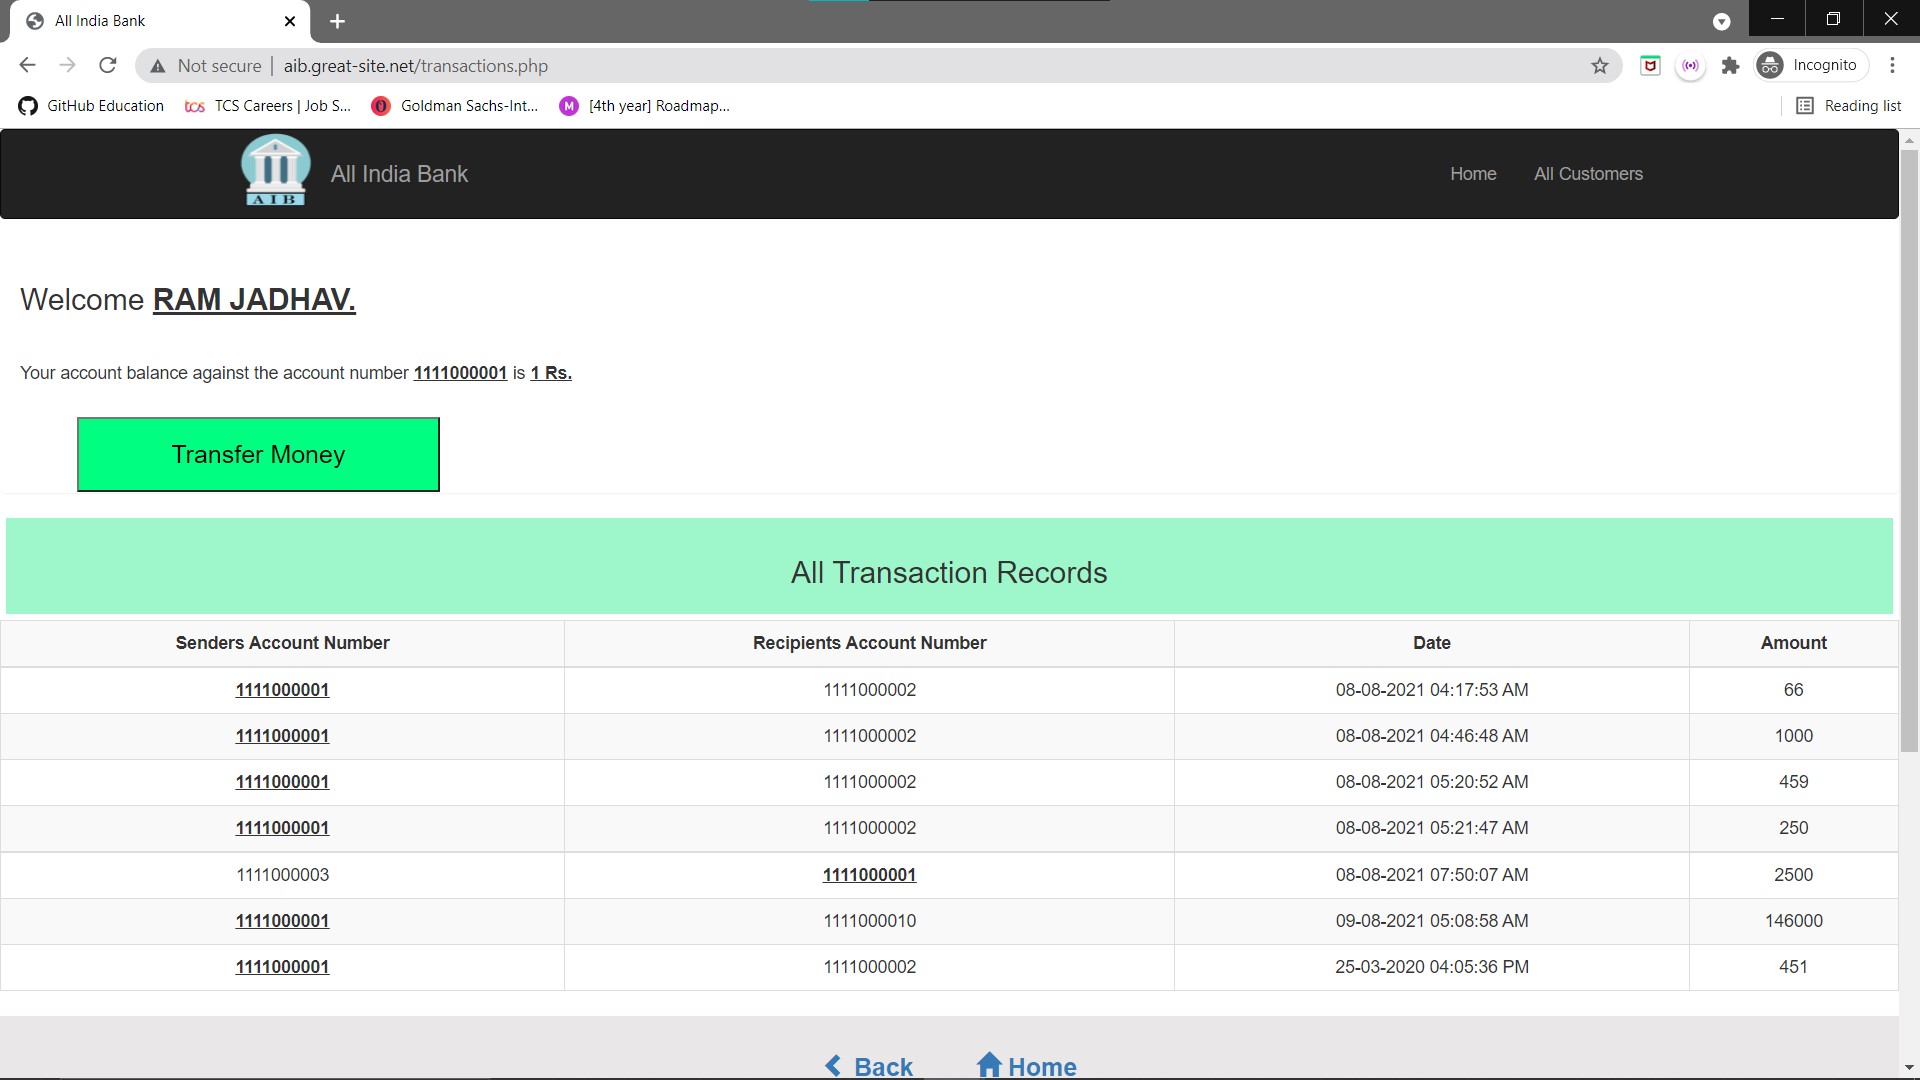 All India Bank
Not secure | aib.great-site.net/transactions.php
Incognito
GitHub Education
tcs TCS Careers | Job S...
Goldman Sachs-Int...
M [4th year] Roadmap...
Reading list
AIB
All India Bank
Home
All Customers
Welcome RAM JADHAV.
Your account balance against the account number 1111000001 is 1 Rs.
Transfer Money
All Transaction Records
Senders Account Number Recipients Account Number Date Amount
1111000001 1111000002 08-08-2021 04:17:53 AM 66
1111000001 1111000002 08-08-2021 04:46:48 AM 1000
1111000001 1111000002 08-08-2021 05:20:52 AM 459
1111000001 1111000002 08-08-2021 05:21:47 AM 250
1111000003 1111000001 08-08-2021 07:50:07 AM 2500
1111000001 1111000010 09-08-2021 05:08:58 AM 146000
1111000001 1111000002 25-03-2020 04:05:36 PM 451
Back
Home